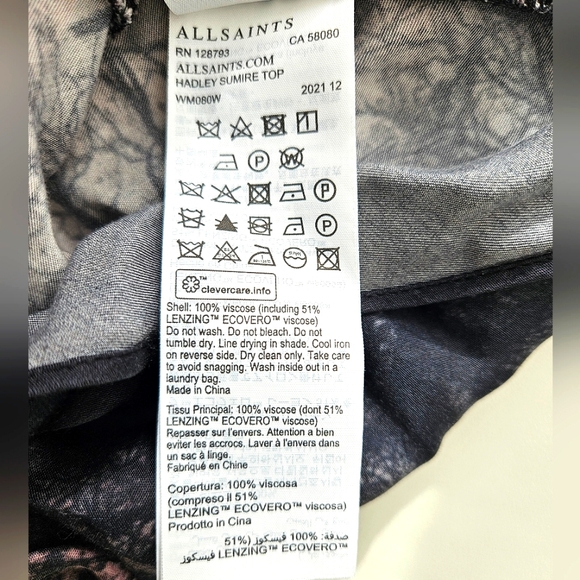 ALLSAINTS
RN 128793 CA 58080
ALLSAINTS.COM
HADLEY SUMIRE TOP
WM080W 2021 12
P W
P
P
clevercare.info
Shell: 100% viscose (including 51%
LENZING™ ECOVERO™ viscose)
Do not wash. Do not bleach. Do not
tumble dry. Line drying in shade. Cool iron
on reverse side. Dry clean only. Take care
to avoid snagging. Wash inside out in a
laundry bag.
Made in China
Tissu Principal: 100% viscose (dont 51%
LENZING™ ECOVERO™ viscose)
Repasser sur l'envers. Attention a bien
eviter les accrocs. Laver à l'envers dans
un sac à linge.
Fabriqué en Chine
Copertura: 100% viscosa
(compreso il 51%
LENZING™ ECOVERO™ viscosa)
Prodotto in Cina
صدفة: 100% فيسكوز (51%
فيسكوز LENZING™ ECOVERO™